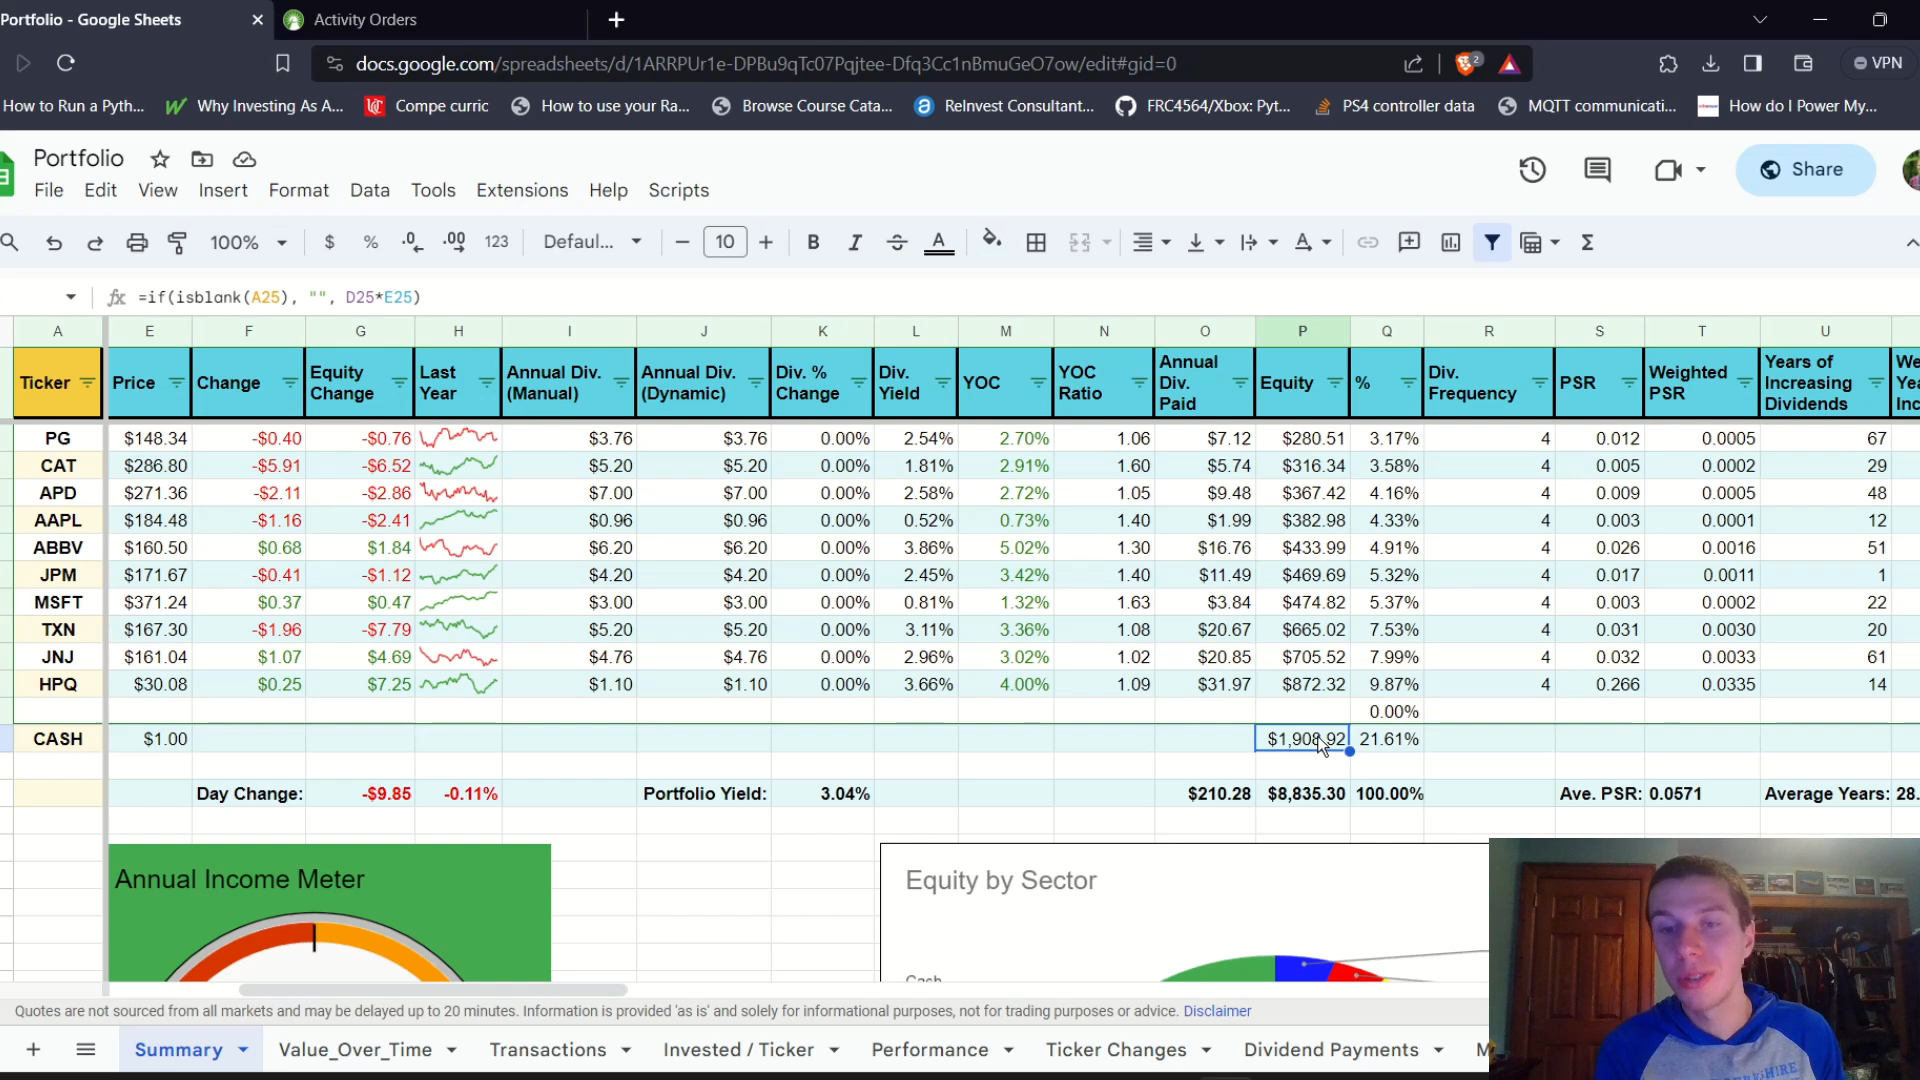 Portfolio - Google Sheets
Activity Orders
docs.google.com/spreadsheets/d/1ARRPUr1e-DPBu9qTc07Pqjtee-Dfq3Cc1nBmuGeO7ow/edit#gid=0
2
VPN
How to Run a Pyth...
Why Investing As A...
Compe curric
How to use your Ra...
Browse Course Cata...
ReInvest Consultant...
FRC4564/Xbox: Pyt...
PS4 controller data
MQTT communicati...
How do I Power My...
Portfolio
Share
File Edit View Insert Format Data Tools Extensions Help Scripts
100% $ % .0 .00 123 Defaul... 10 B I A
=if(isblank(A25), "", D25*E25)
A E F G H I J K L M N O P Q R S T U
Ticker Price Change Equity Change Last Year Annual Div. (Manual) Annual Div. (Dynamic) Div. % Change Div. Yield YOC YOC Ratio Annual Div. Paid Equity % Div. Frequency PSR Weighted PSR Years of Increasing Dividends
PG $148.34 -$0.40 -$0.76 $3.76 $3.76 0.00% 2.54% 2.70% 1.06 $7.12 $280.51 3.17% 4 0.012 0.0005 67
CAT $286.80 -$5.91 -$6.52 $5.20 $5.20 0.00% 1.81% 2.91% 1.60 $5.74 $316.34 3.58% 4 0.005 0.0002 29
APD $271.36 -$2.11 -$2.86 $7.00 $7.00 0.00% 2.58% 2.72% 1.05 $9.48 $367.42 4.16% 4 0.009 0.0005 48
AAPL $184.48 -$1.16 -$2.41 $0.96 $0.96 0.00% 0.52% 0.73% 1.40 $1.99 $382.98 4.33% 4 0.003 0.0001 12
ABBV $160.50 $0.68 $1.84 $6.20 $6.20 0.00% 3.86% 5.02% 1.30 $16.76 $433.99 4.91% 4 0.026 0.0016 51
JPM $171.67 -$0.41 -$1.12 $4.20 $4.20 0.00% 2.45% 3.42% 1.40 $11.49 $469.69 5.32% 4 0.017 0.0011 1
MSFT $371.24 $0.37 $0.47 $3.00 $3.00 0.00% 0.81% 1.32% 1.63 $3.84 $474.82 5.37% 4 0.003 0.0002 22
TXN $167.30 -$1.96 -$7.79 $5.20 $5.20 0.00% 3.11% 3.36% 1.08 $20.67 $665.02 7.53% 4 0.031 0.0030 20
JNJ $161.04 $1.07 $4.69 $4.76 $4.76 0.00% 2.96% 3.02% 1.02 $20.85 $705.52 7.99% 4 0.032 0.0033 61
HPQ $30.08 $0.25 $7.25 $1.10 $1.10 0.00% 3.66% 4.00% 1.09 $31.97 $872.32 9.87% 4 0.266 0.0335 14
0.00%
CASH $1.00 $1,908.92 21.61%
Day Change: -$9.85 -0.11% Portfolio Yield: 3.04% $210.28 $8,835.30 100.00% Ave. PSR: 0.0571 Average Years: 28.
Annual Income Meter
Equity by Sector
Cash
Quotes are not sourced from all markets and may be delayed up to 20 minutes. Information is provided 'as is' and solely for informational purposes, not for trading purposes or advice. Disclaimer
Summary Value_Over_Time Transactions Invested / Ticker Performance Ticker Changes Dividend Payments